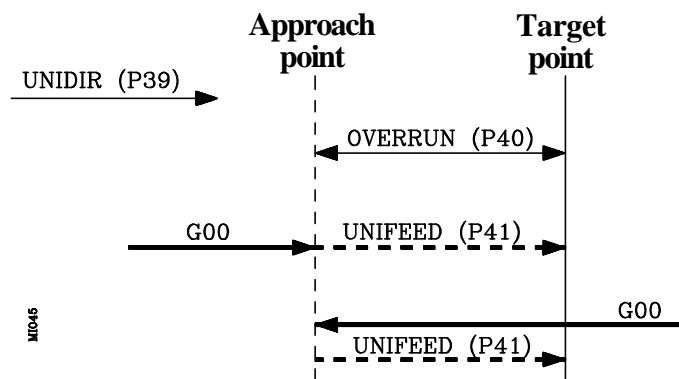 Approach
point
Target
point
UNIDIR (P39)
OVERRUN (P40)
G00
UNIFEED (P41)
G00
UNIFEED (P41)
MI045